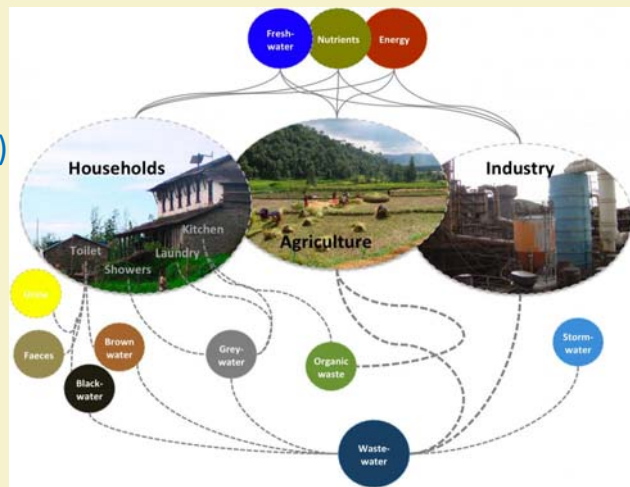 Fresh-
water
Nutrients
Energy
)
Households
Industry
Kitchen
Toilet
Laundry
Agriculture
Showers
Urine
Faeces
Brown
water
Grey-
water
Organic
waste
Storm-
water
Black-
water
Waste-
water